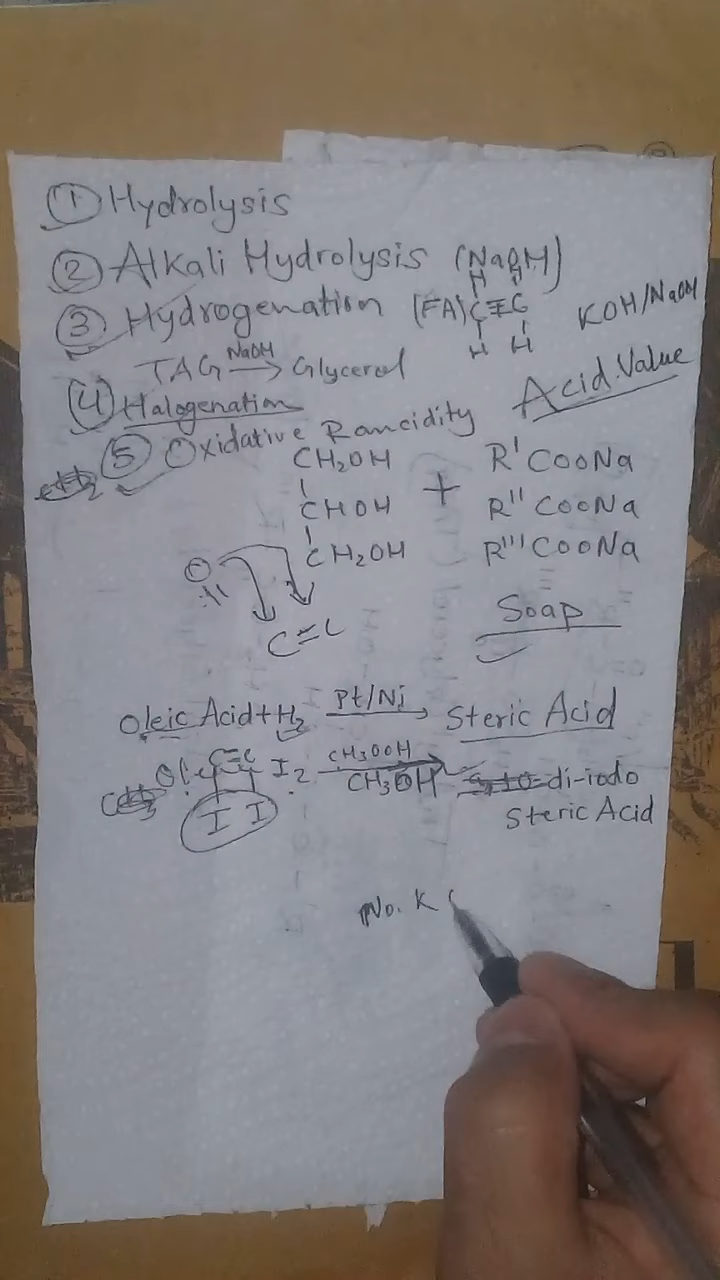 ① Hydrolysis
② Alkali Hydrolysis (NaOH)
③ Hydrogenation (FA)
H H
C=C
H H
KOH/NaOH
TAG NaOH → Glycerol
Acid Value
④ Halogenation
⑤ Oxidative Rancidity
CH₂OH
CHOH
CH₂OH
+
R' COONa
R'' COONa
R''' COONa
Soap
C=C
Oleic Acid + H₂ Pt/Ni → Steric Acid
C=C I₂ CH₃OOH → di-iodo
CH₃OH
I I
Steric Acid
No. K